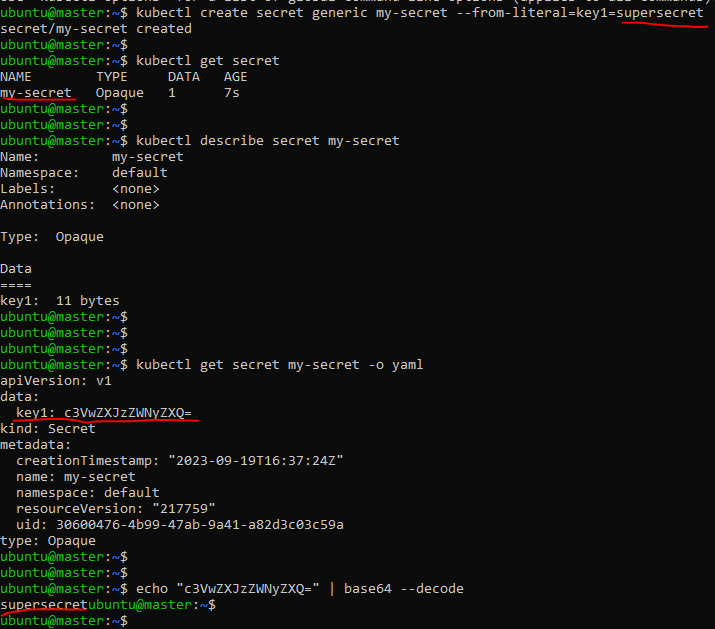 ubuntu@master:~$ kubectl create secret generic my-secret --from-literal=key1=supersecret
secret/my-secret created
ubuntu@master:~$
ubuntu@master:~$ kubectl get secret
NAME        TYPE     DATA   AGE
my-secret   Opaque   1      7s
ubuntu@master:~$
ubuntu@master:~$
ubuntu@master:~$ kubectl describe secret my-secret
Name:         my-secret
Namespace:    default
Labels:       <none>
Annotations:  <none>

Type:  Opaque

Data
====
key1:  11 bytes
ubuntu@master:~$
ubuntu@master:~$
ubuntu@master:~$
ubuntu@master:~$ kubectl get secret my-secret -o yaml
apiVersion: v1
data:
  key1: c3VwZXJzZWNyZXQ=
kind: Secret
metadata:
  creationTimestamp: "2023-09-19T16:37:24Z"
  name: my-secret
  namespace: default
  resourceVersion: "217759"
  uid: 30600476-4b99-47ab-9a41-a82d3c03c59a
type: Opaque
ubuntu@master:~$
ubuntu@master:~$
ubuntu@master:~$ echo "c3VwZXJzZWNyZXQ=" | base64 --decode
supersecretubuntu@master:~$
ubuntu@master:~$